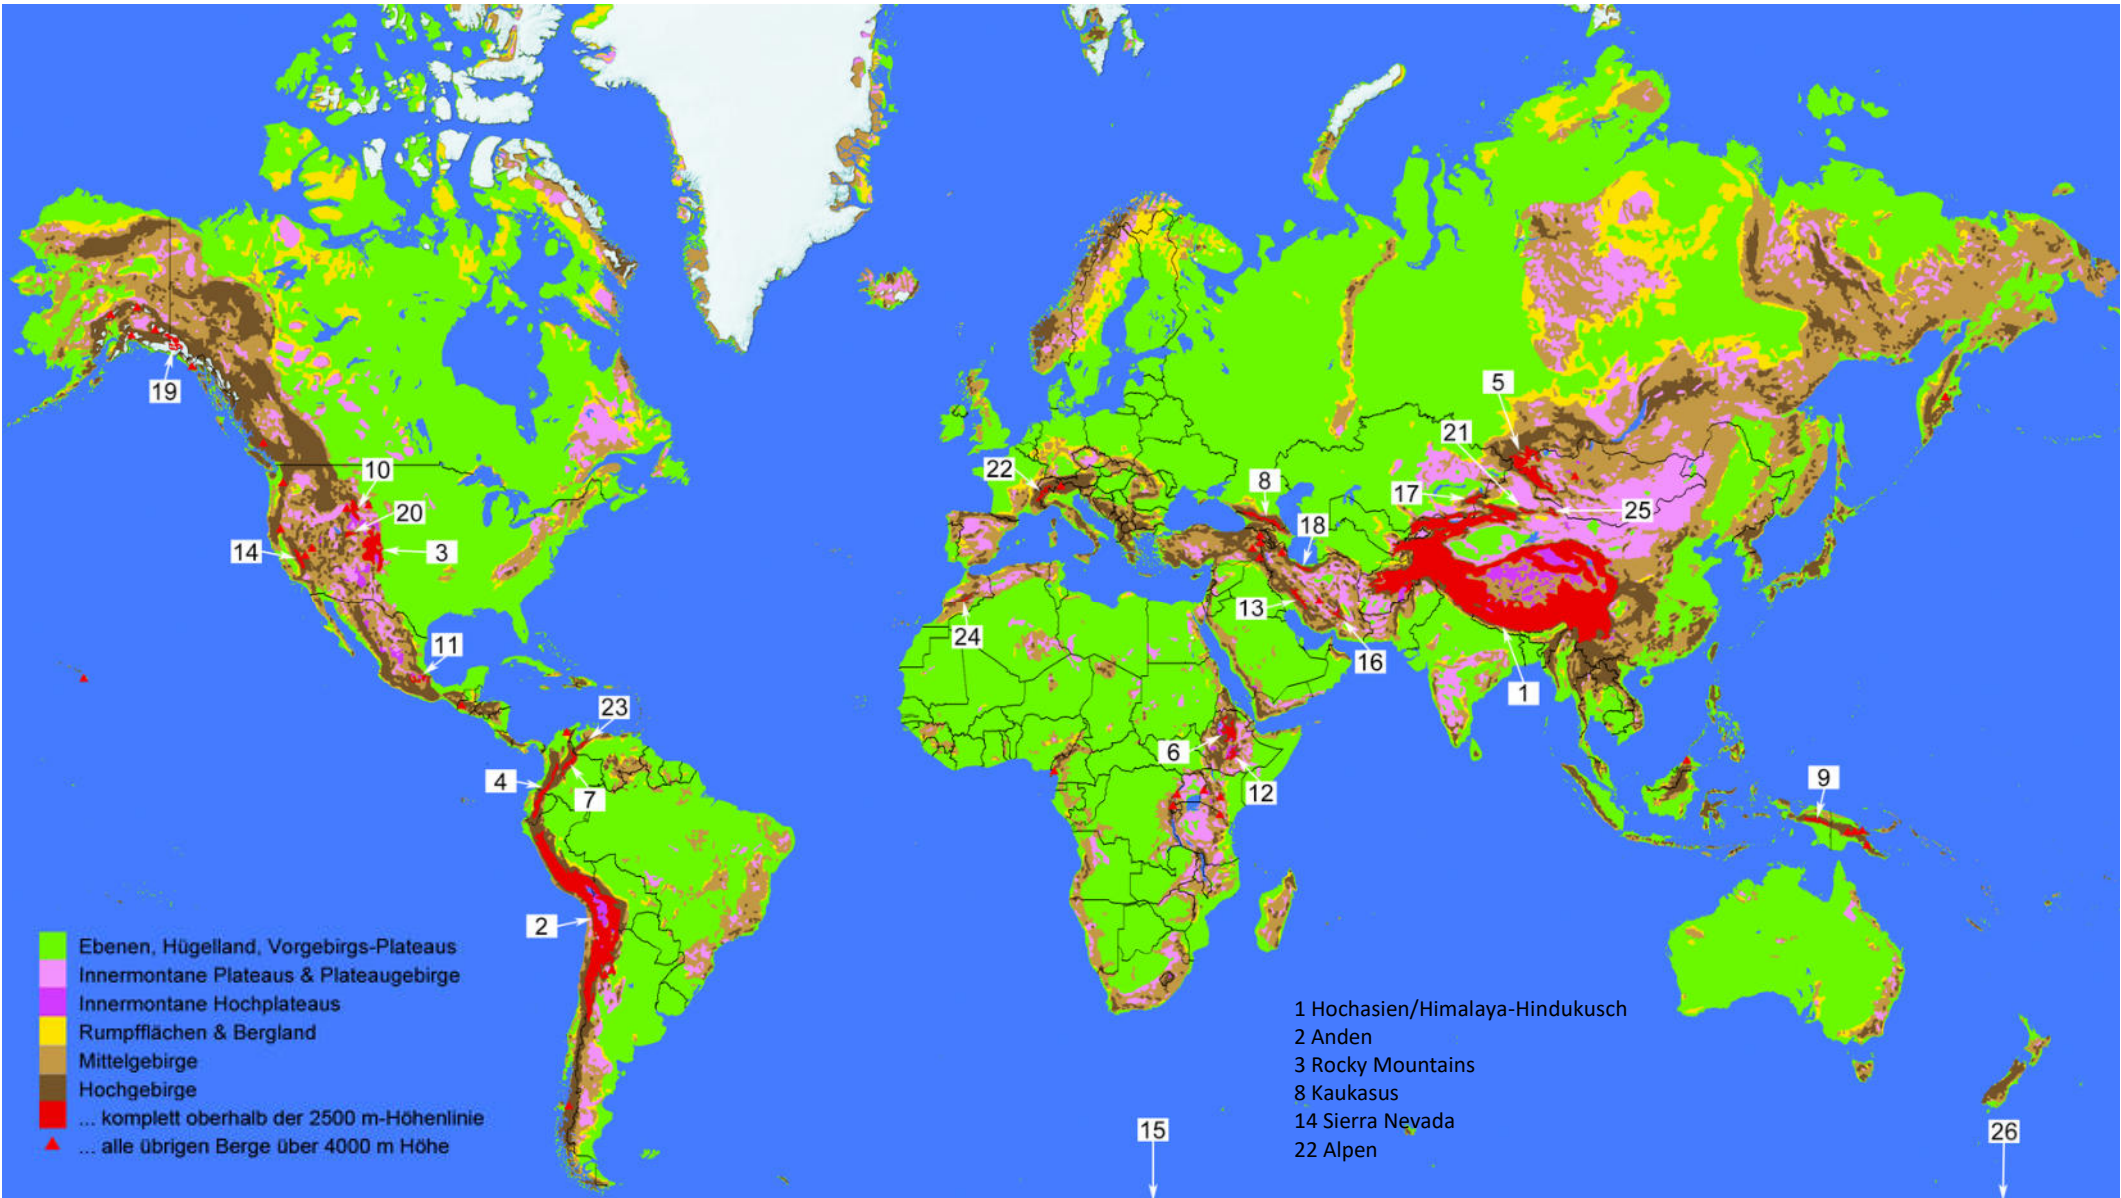 5
19
21
10
22
8
17
20
25
18
14
3
13
24
11
16
1
23
6
4
9
7
12
2
Ebenen, Hügelland, Vorgebirgs-Plateaus
Innermontane Plateaus & Plateaugebirge
Innermontane Hochplateaus
Rumpfflächen & Bergland
Mittelgebirge
Hochgebirge
... komplett oberhalb der 2500 m-Höhenlinie
... alle übrigen Berge über 4000 m Höhe
1 Hochasien/Himalaya-Hindukusch
2 Anden
3 Rocky Mountains
8 Kaukasus
14 Sierra Nevada
22 Alpen
15
26